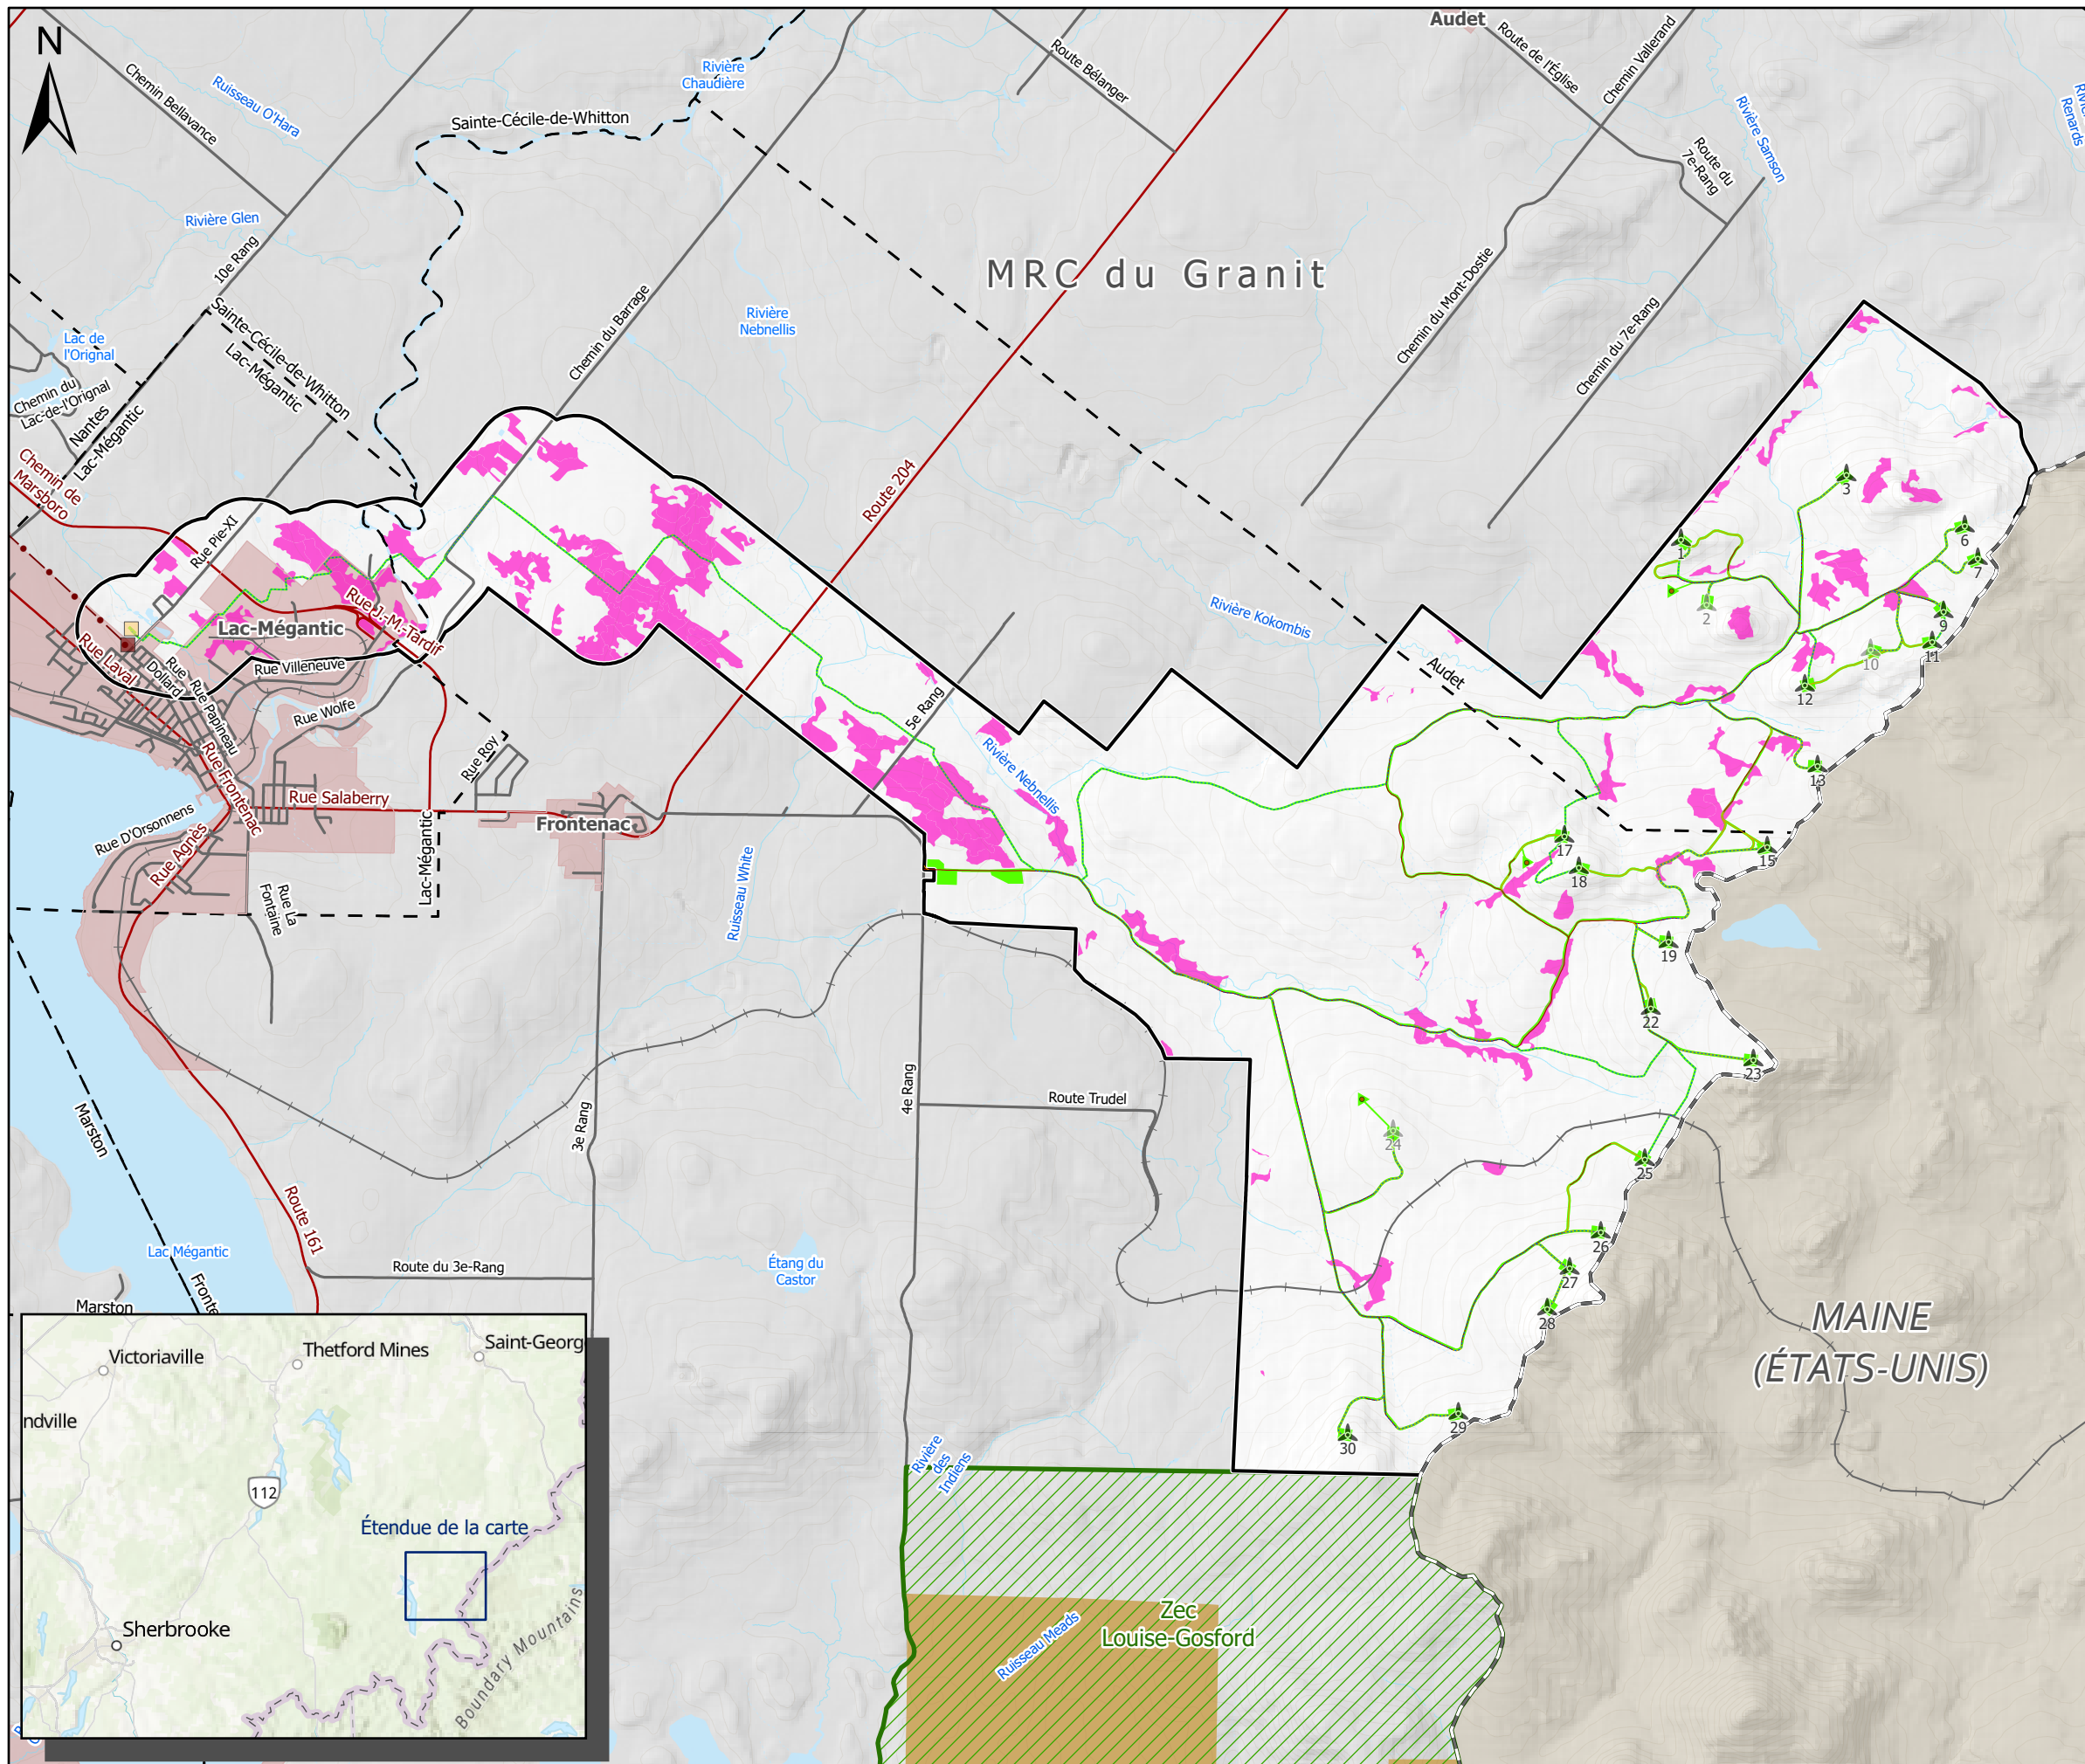 N
Audet
Route de l'Église
Chemin Vallerand
Rivière
Chaudière
Route Bélanger
Chemin Bellavance
Ruisseau O'Hara
Sainte-Cécile-de-Whitton
Rivière Samson
Renards
Route du
7e-Rang
Rivière Glen
10e Rang
MRC du Granit
Chemin du Mont-Dostie
Chemin du 7e-Rang
Chemin du Barrage
Rivière
Nebnellis
Lac de
l'Orignal
Sainte-Cécile-de-Whitton
Lac-Mégantic
Chemin du
Lac-de-l'Orignal
Nantes
Lac-Mégantic
Chemin de
Marsboro
Route 204
Rue Pie-XI
3
6
1
7
2
9
10
11
12
Rivière Kokombis
Audet
Rue J.-M.-Tardif
Lac-Mégantic
Rue Laval
Rue
Dollard
Rue Villeneuve
Rue Papineau
Rue Wolfe
5e Rang
Rivière Nebnellis
Rue Roy
Rue Frontenac
13
Rue Salaberry
Frontenac
Rue D'Orsonnens
Rue Agnès
Lac-Mégantic
17
15
18
Rue La
Fontaine
Ruisseau White
19
22
23
4e Rang
Route Trudel
3e Rang
24
Marston
25
Route 161
26
Lac Mégantic
Étang du
Castor
Route du 3e-Rang
27
28
Fronte
Marston
MAINE
(ÉTATS-UNIS)
29
30
Rivière
des
Indiens
Zec
Louise-Gosford
Ruisseau Meads
Victoriaville
Thetford Mines
Saint-Georg
ndville
112
Étendue de la carte
Sherbrooke
Boundary Mountains